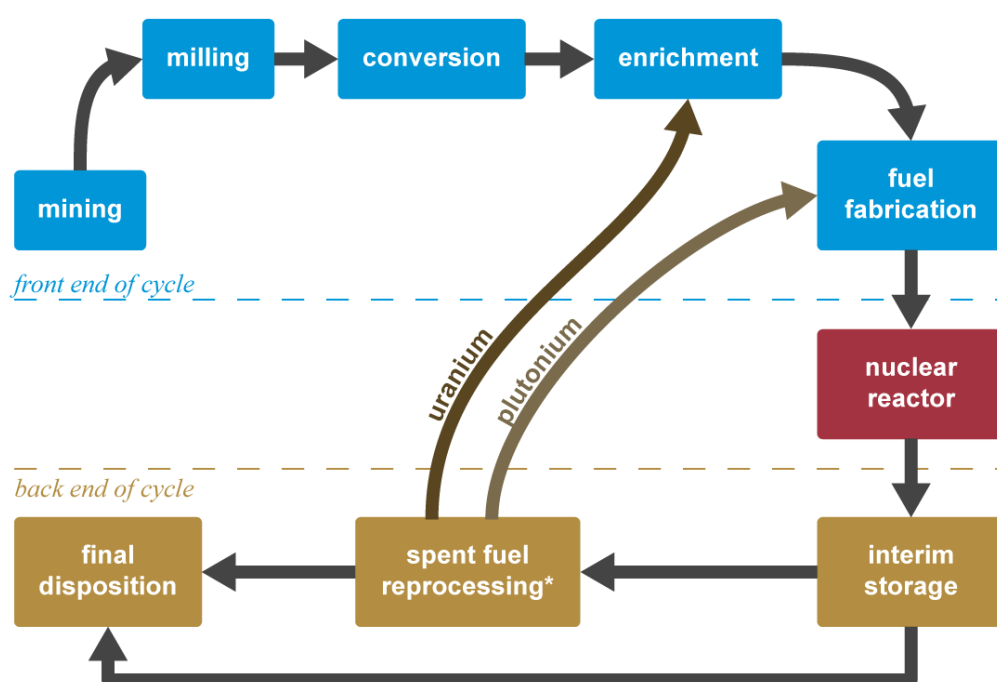 milling
conversion
enrichment
mining
fuel
fabrication
front end of cycle
uranium
plutonium
nuclear
reactor
back end of cycle
final
disposition
spent fuel
reprocessing*
interim
storage